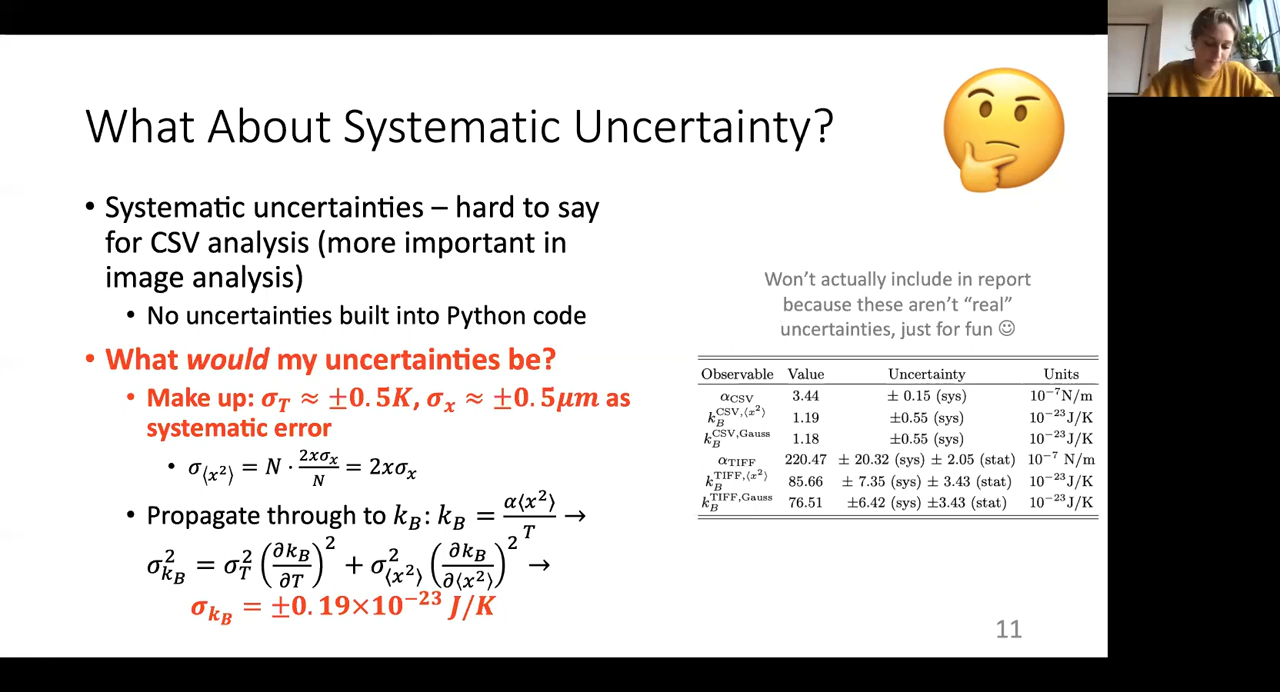 What About Systematic Uncertainty?
• Systematic uncertainties – hard to say
for CSV analysis (more important in
image analysis)
• No uncertainties built into Python code
• What would my uncertainties be?
• Make up: σ_T ≈ ±0.5K, σ_x ≈ ±0.5μm as
systematic error
• σ_⟨x²⟩ = N · 2xσ_x/N = 2xσ_x
• Propagate through to k_B: k_B = α⟨x²⟩/T →
σ²_{k_B} = σ²_T (∂k_B/∂T)² + σ²_⟨x²⟩ (∂k_B/∂⟨x²⟩)² →
σ_{k_B} = ±0.19×10⁻²³ J/K
Won't actually include in report
because these aren't “real”
uncertainties, just for fun ☺
Observable Value Uncertainty Units
α_CSV 3.44 ± 0.15 (sys) 10⁻⁷N/m
k_B^{CSV,⟨x²⟩} 1.19 ±0.55 (sys) 10⁻²³J/K
k_B^{CSV,Gauss} 1.18 ±0.55 (sys) 10⁻²³J/K
α_TIFF 220.47 ± 20.32 (sys) ± 2.05 (stat) 10⁻⁷ N/m
k_B^{TIFF,⟨x²⟩} 85.66 ± 7.35 (sys) ± 3.43 (stat) 10⁻²³J/K
k_B^{TIFF,Gauss} 76.51 ±6.42 (sys) ±3.43 (stat) 10⁻²³J/K
11